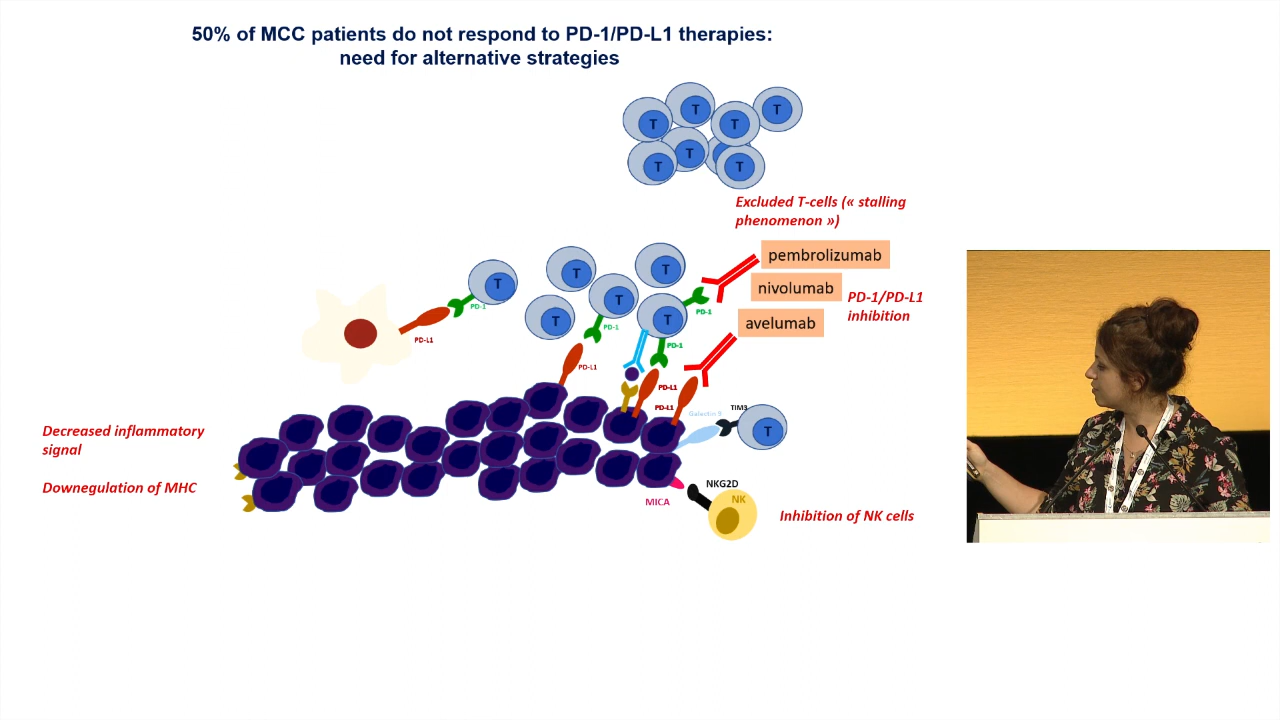 50% of MCC patients do not respond to PD-1/PD-L1 therapies:
need for alternative strategies
T
T
T
T
T
T
T
T
Excluded T-cells (« stalling
phenomenon »)
pembrolizumab
nivolumab
avelumab
PD-1/PD-L1
inhibition
T
PD-1
PD-L1
T
T
T
T
T
PD-1
PD-1
PD-1
PD-L1
PD-L1
PD-L1
Galectin 9
TIM3
T
Decreased inflammatory
signal
Downegulation of MHC
MICA
NKG2D
NK
Inhibition of NK cells